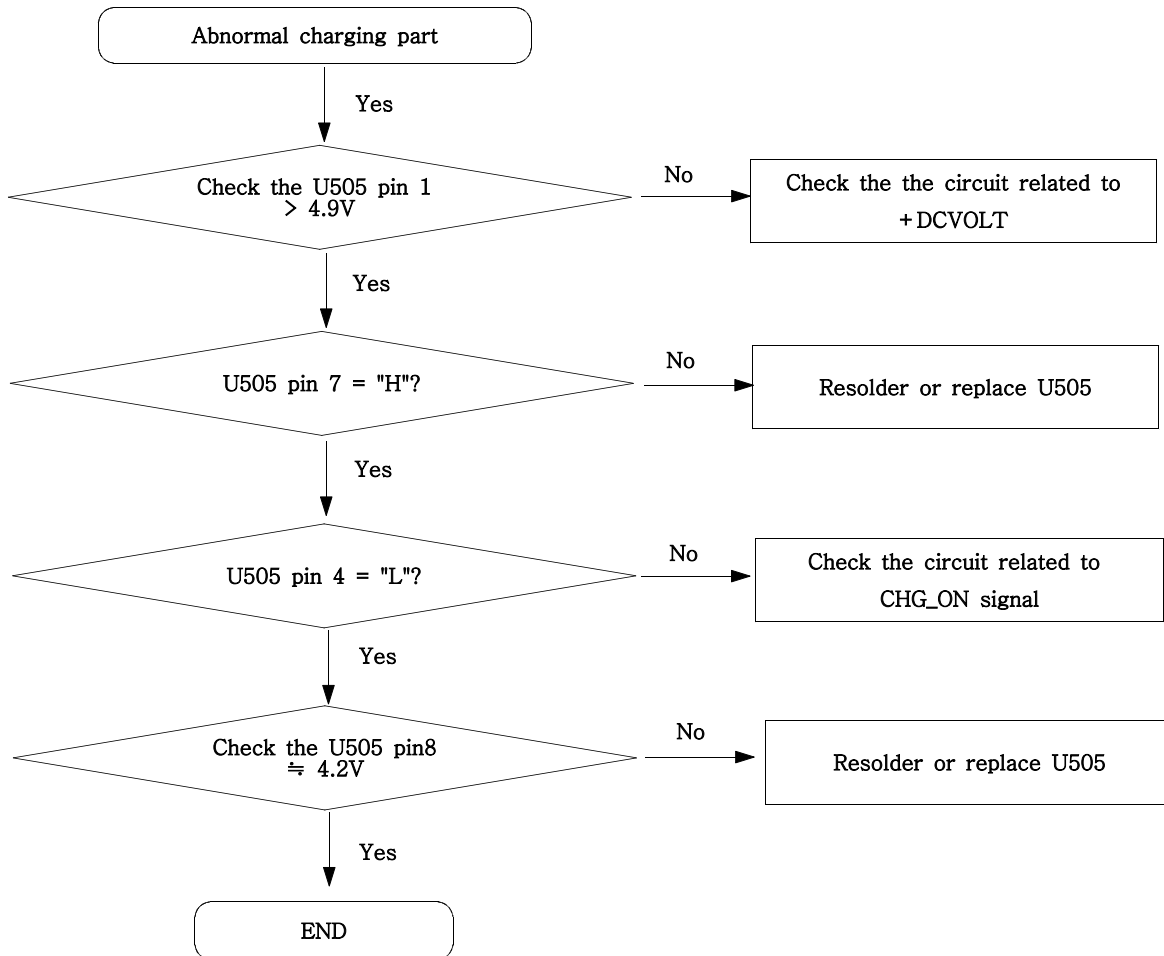 Abnormal charging part
Yes
Check the U505 pin 1
> 4.9V
No
Check the the circuit related to
+DCVOLT
Yes
U505 pin 7 = "H"?
No
Resolder or replace U505
Yes
U505 pin 4 = "L"?
No
Check the circuit related to
CHG_ON signal
Yes
Check the U505 pin8
≒ 4.2V
No
Resolder or replace U505
Yes
END